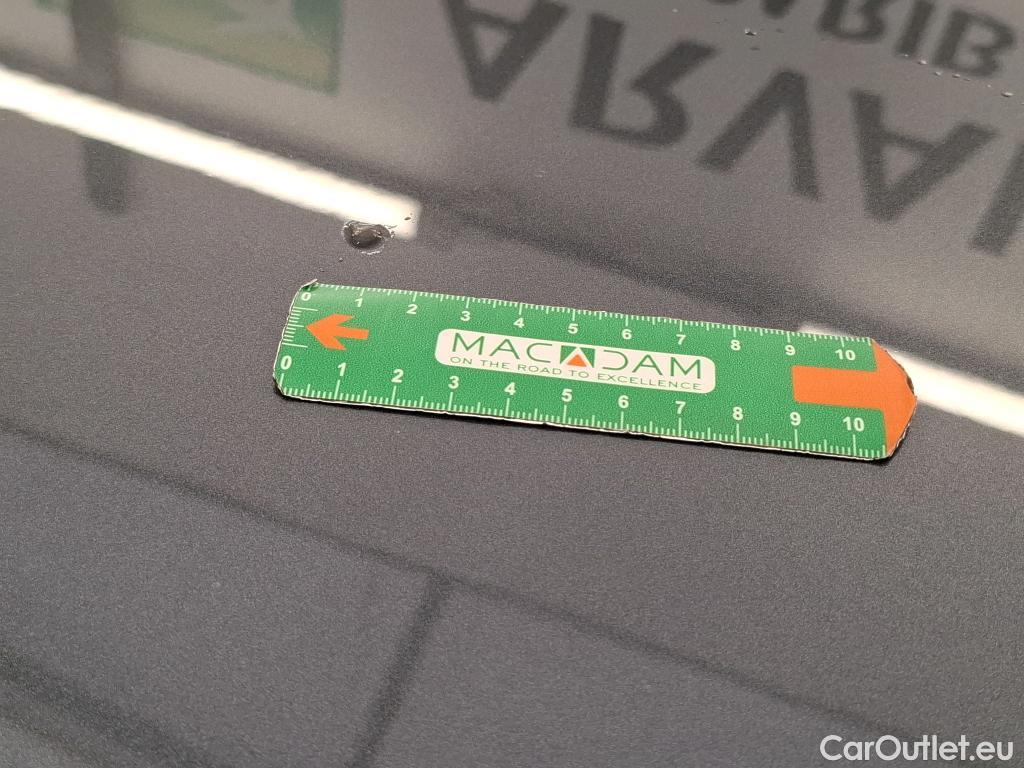 ARVAL
0 1 2 3 4 5 6 7 8 9 10
MACADAM
ON THE ROAD TO EXCELLENCE
0 1 2 3 4 5 6 7 8 9 10
CarOutlet.eu